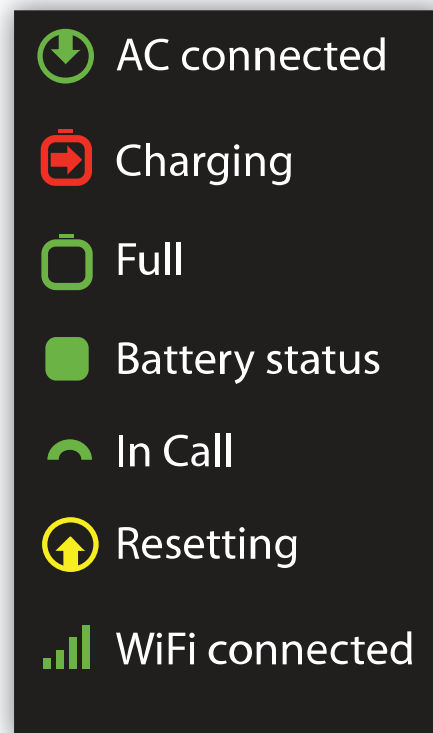 AC connected
Charging
Full
Battery status
In Call
Resetting
WiFi connected